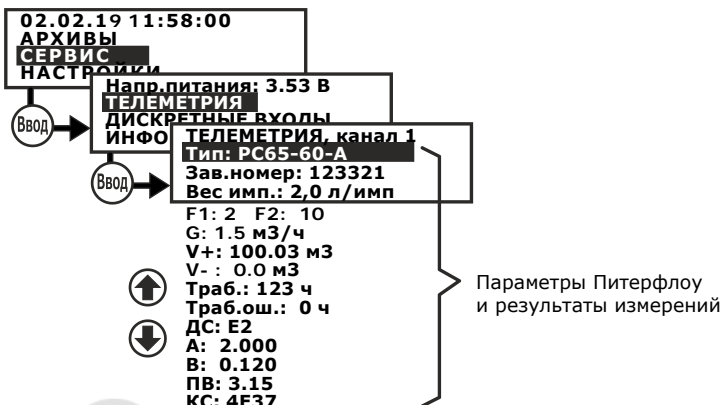 02.02.19 11:58:00
АРХИВЫ
СЕРВИС
НАСТРОЙКИ
Ввод
Напр.питания: 3.53 В
ТЕЛЕМЕТРИЯ
ДИСКРЕТНЫЕ ВХОДЫ
ИНФО
Ввод
ТЕЛЕМЕТРИЯ, канал 1
Тип: РС65-60-А
Зав.номер: 123321
Вес имп.: 2,0 л/имп
F1: 2 F2: 10
G: 1.5 м3/ч
V+: 100.03 м3
V- : 0.0 м3
Траб.: 123 ч
Траб.ош.: 0 ч
ДС: E2
A: 2.000
B: 0.120
ПВ: 3.15
КС: 4F37
Параметры Питерфлоу
и результаты измерений